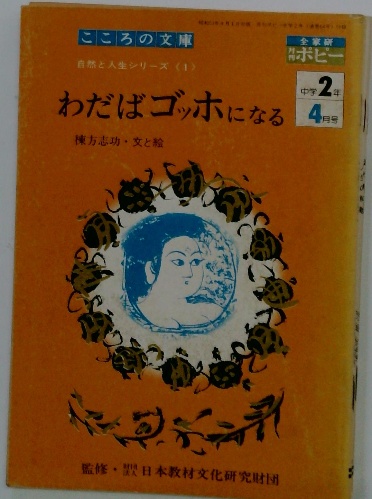 こころの文庫
全家研
月刊ポピー
自然と人生シリーズ（1）
中学2年
4月号
わだばゴッホになる
棟方志功・文と絵
監修・財団法人 日本教材文化研究財団